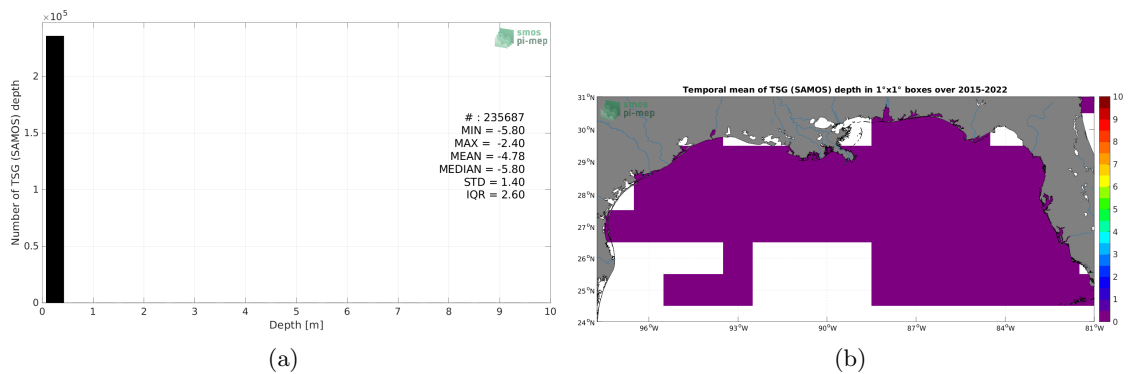 ×10⁵
smos
pi-mep
2
1.5
1
0.5
0
Number of TSG (SAMOS) depth
# : 235687
MIN = -5.80
MAX = -2.40
MEAN = -4.78
MEDIAN = -5.80
STD = 1.40
IQR = 2.60
0 1 2 3 4 5 6 7 8 9 10
Depth [m]
(a)
Temporal mean of TSG (SAMOS) depth in 1°x1° boxes over 2015-2022
smos
pi-mep
31°N
30°N
29°N
28°N
27°N
26°N
25°N
24°N
96°W 93°W 90°W 87°W 84°W 81°W
10
9
8
7
6
5
4
3
2
1
0
(b)